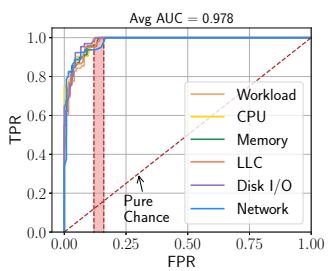 Avg AUC = 0.978
TPR
1.0
0.8
0.6
0.4
0.2
0.0
Workload
CPU
Memory
LLC
Disk I/O
Network
Pure
Chance
0.00
0.25
0.50
0.75
1.00
FPR